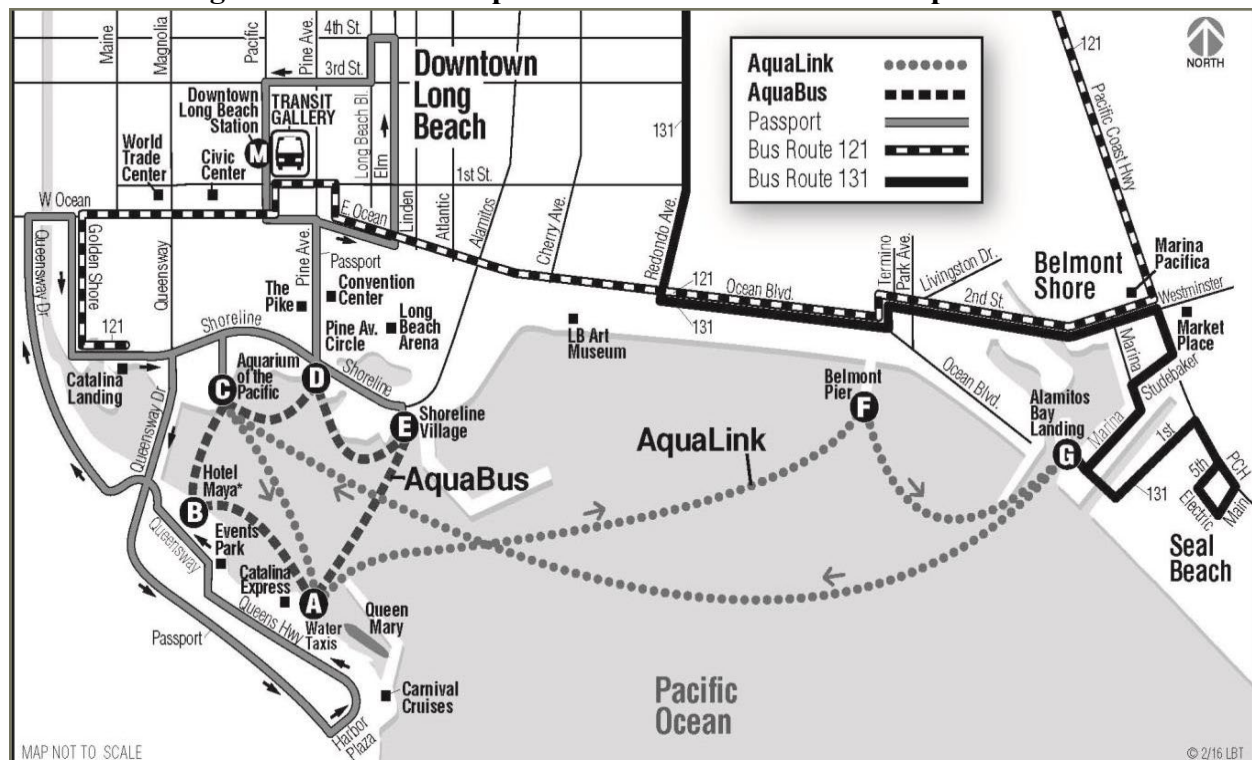 4th St.
3rd St.
1st St.
Maine
Magnolia
Pacific
Pine Ave.
Downtown
Long
Beach
Downtown
Long Beach
Station
M
TRANSIT
GALLERY
Long Beach Bl.
Elm
World
Trade
Center
Civic
Center
W Ocean
E. Ocean
Linden
Atlantic
Alamitos
Cherry Ave.
Redondo Ave.
131
AquaLink
AquaBus
Passport
Bus Route 121
Bus Route 131
121
Pacific Coast Hwy
NORTH
Queensway Dr
Golden Shore
Queensway
Pine Ave.
Passport
The
Pike
Convention
Center
Pine Av.
Circle
Long
Beach
Arena
121
Shoreline
Shoreline
Catalina
Landing
Aquarium
of the
Pacific
C
D
E
Shoreline
Village
LB Art
Museum
121
131
Ocean Blvd.
Termino
Park Ave.
Livingston Dr.
2nd St.
Belmont
Shore
Marina
Pacifica
Westminster
Market
Place
Marina
Studebaker
Ocean Blvd.
Belmont
Pier
F
Alamitos
Bay
Landing
G
Marina
1st
131
5th
PCH
Electric
Main
Seal
Beach
AquaLink
AquaBus
Queensway Dr
Hotel
Maya*
B
Events
Park
Queensway
Catalina
Express
A
Water
Taxis
Queen
Mary
Queens Hwy
Passport
Carnival
Cruises
Harbor
Plaza
Pacific
Ocean
MAP NOT TO SCALE
© 2/16 LBT